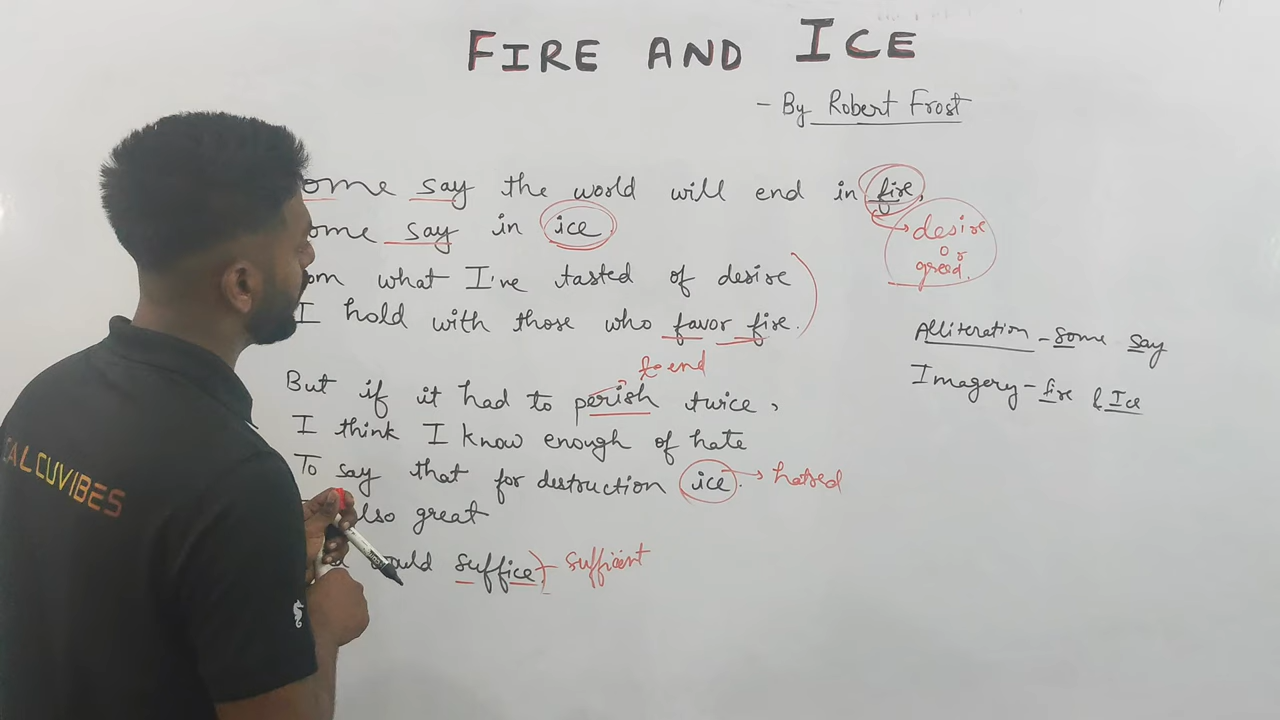 FIRE AND ICE
- By Robert Frost
ome say the world will end in fire,
ome say in ice
om what I've tasted of desire
I hold with those who favor fire.
to end
But if it had to perish twice,
I think I know enough of hate
To say that for destruction ice. → hatred
lso great
ould suffice } sufficient
desire
or
greed.
Alliteration - Some Say
Imagery - fire & Ice
CALCUVIBES